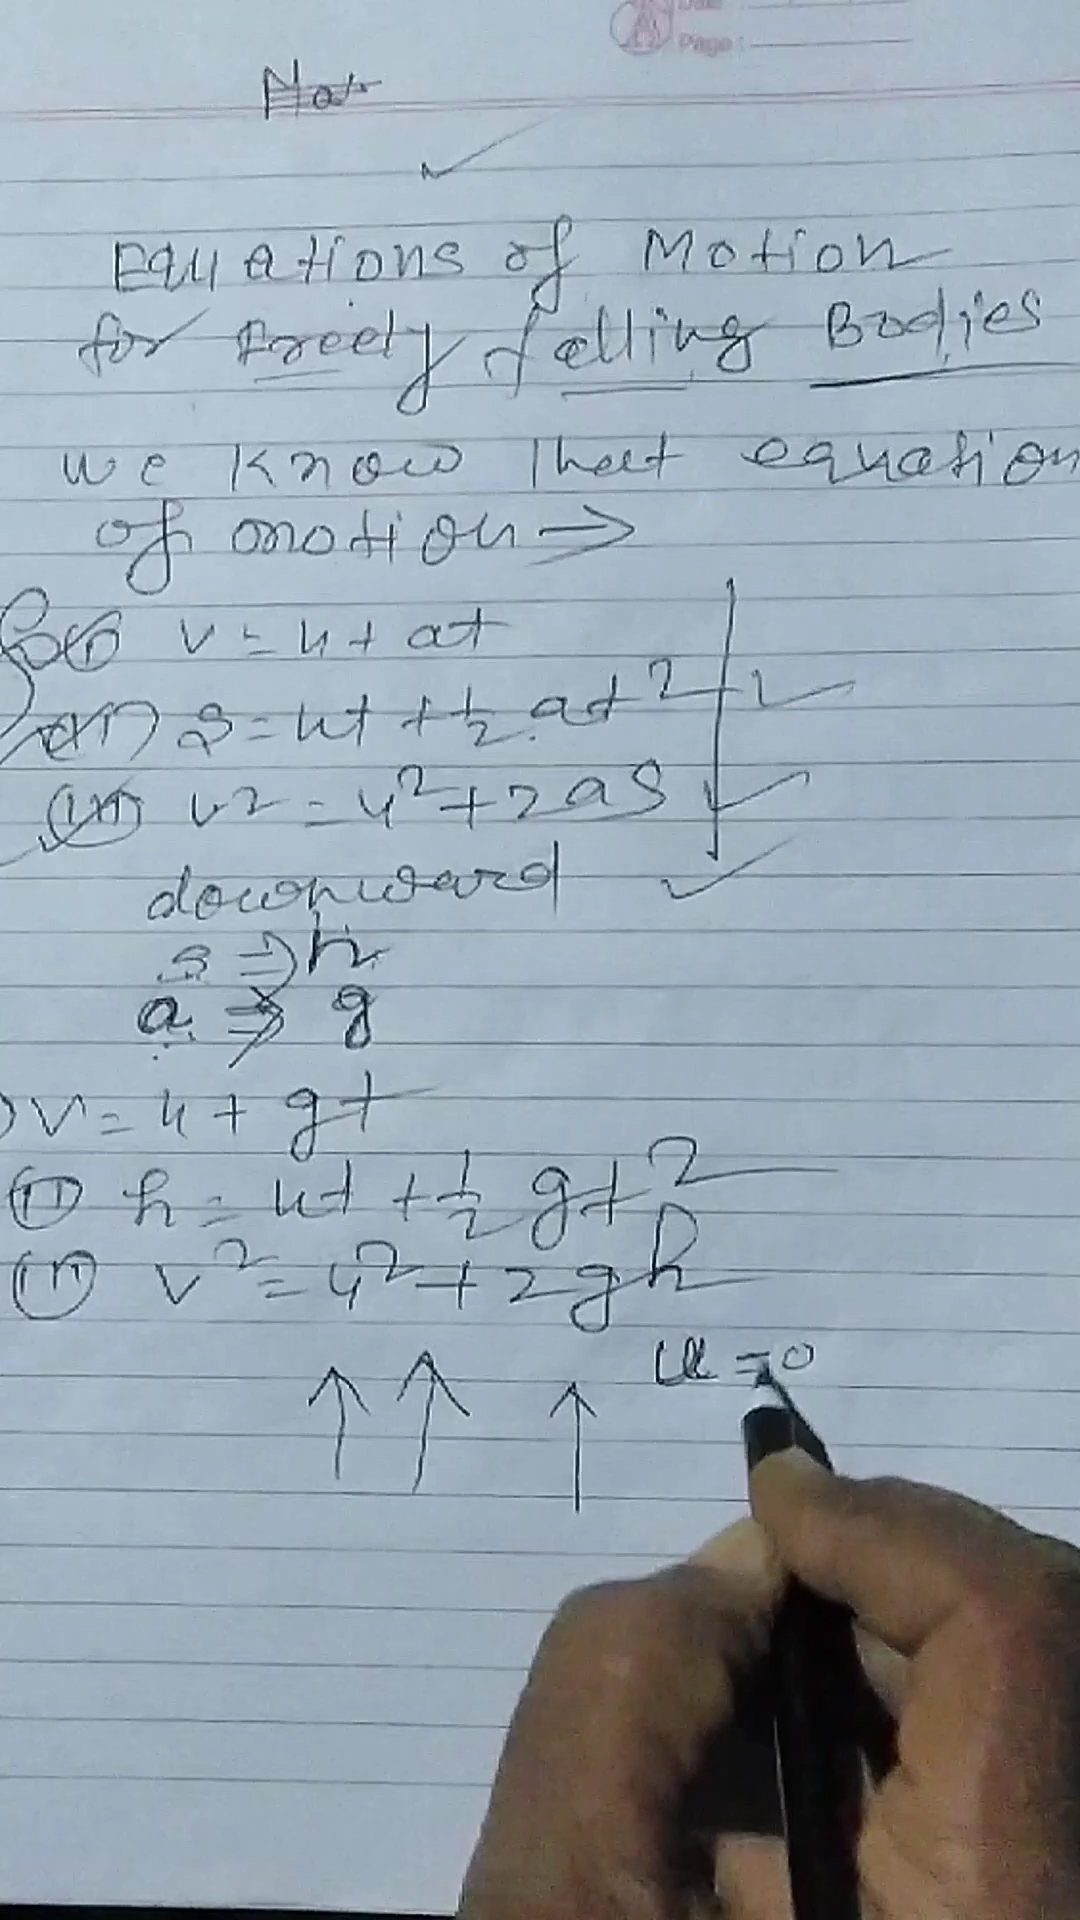 Page :
Equations of Motion
for Freely falling Bodies
we know that equation
of motion →
(i) v = u + at
(ii) S = ut + 1/2 at²
(iii) v² = u² + 2aS
downward
s ⇒ h
a ⇒ g
v = u + gt
(ii) h = ut + 1/2 gt²
(iii) v² = u² + 2gh
u = 0